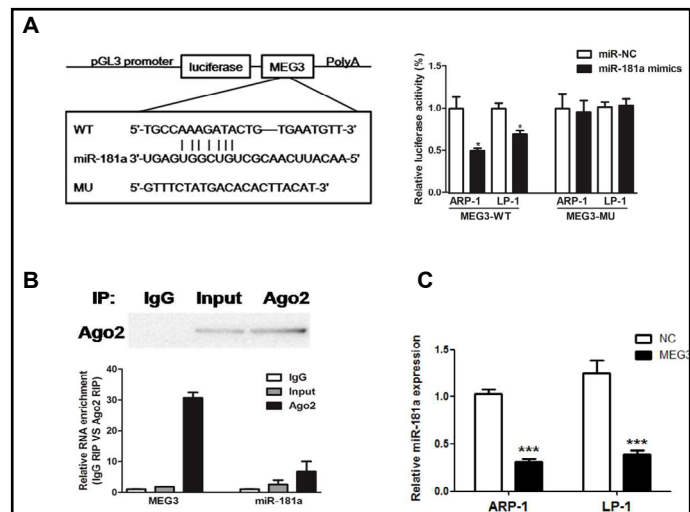 A
pGL3 promoter luciferase MEG3 PolyA
WT 5'-TGCCAAAGATACTG—TGAATGTT-3'
miR-181a 3'-UGAGUGGCUGUCGCAACUUACAA-5'
MU 5'-GTTTCTATGACACACTTACAT-3'
miR-NC
miR-181a mimics
Relative luciferase acitivity (%)
1.5
1.0
0.5
0.0
* *
ARP-1 LP-1 ARP-1 LP-1
MEG3-WT MEG3-MU
B
IP: IgG Input Ago2
Ago2
Relative RNA enrichment
(IgG RIP VS Ago2 RIP)
40
30
20
10
0
IgG
Input
Ago2
MEG3 miR-181a
C
NC
MEG3
Relative miR-181a expression
1.5
1.0
0.5
0.0
*** ***
ARP-1 LP-1